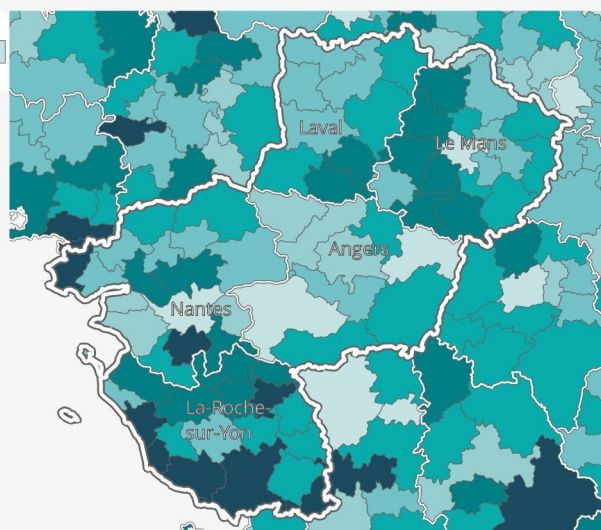 Laval
Le Mans
Angers
Nantes
La-Roche-
sur-Yon